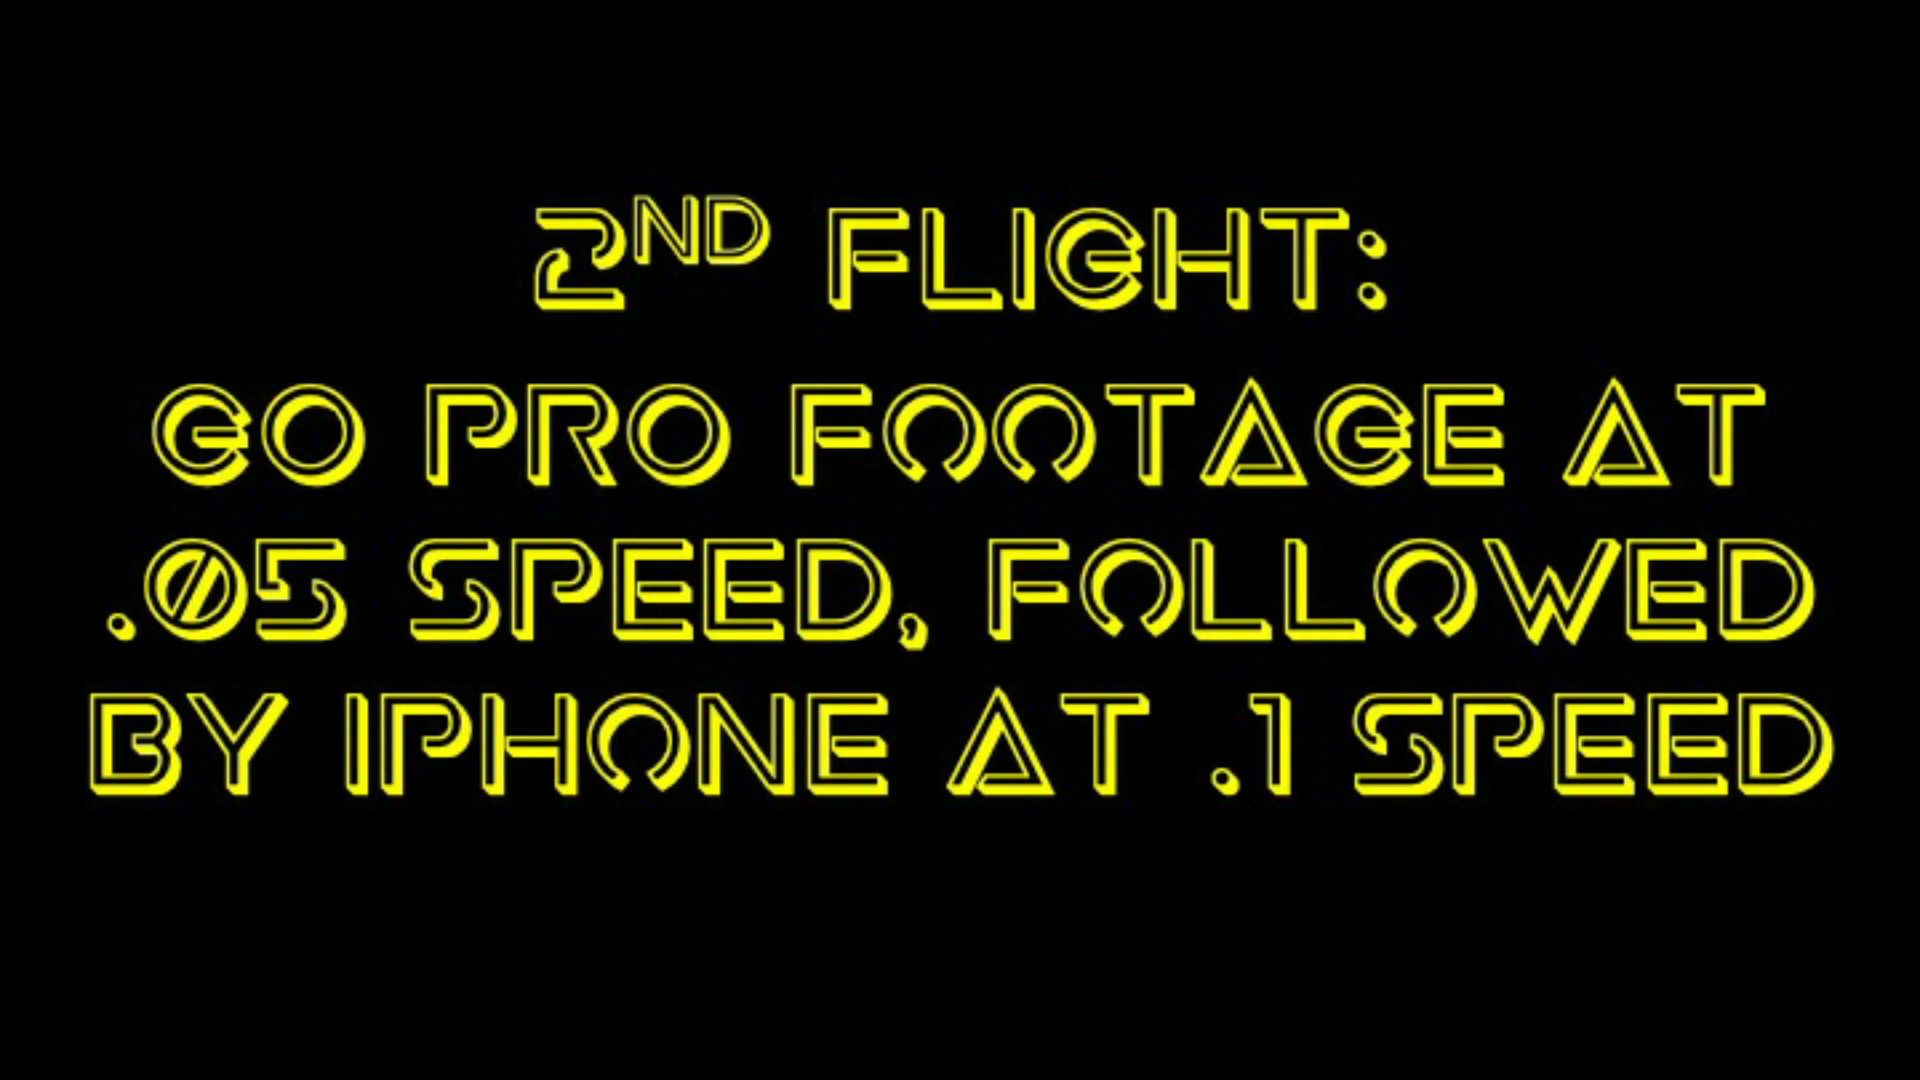 2ND FLIGHT:
GO PRO FOOTAGE AT
.05 SPEED, FOLLOWED
BY IPHONE AT .1 SPEED